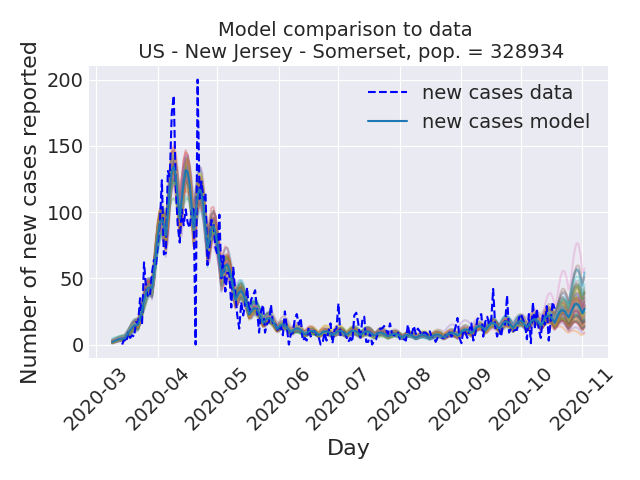 Model comparison to data
US - New Jersey - Somerset, pop. = 328934
Number of new cases reported
200
150
100
50
0
new cases data
new cases model
2020-03
2020-04
2020-05
2020-06
2020-07
2020-08
2020-09
2020-10
2020-11
Day